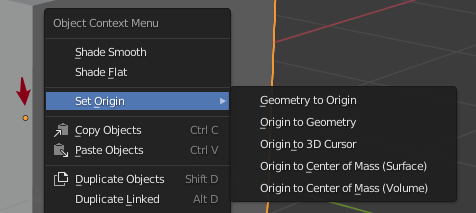 Object Context Menu
Shade Smooth
Shade Flat
Set Origin
Copy Objects Ctrl C
Paste Objects Ctrl V
Duplicate Objects Shift D
Duplicate Linked Alt D
Geometry to Origin
Origin to Geometry
Origin to 3D Cursor
Origin to Center of Mass (Surface)
Origin to Center of Mass (Volume)